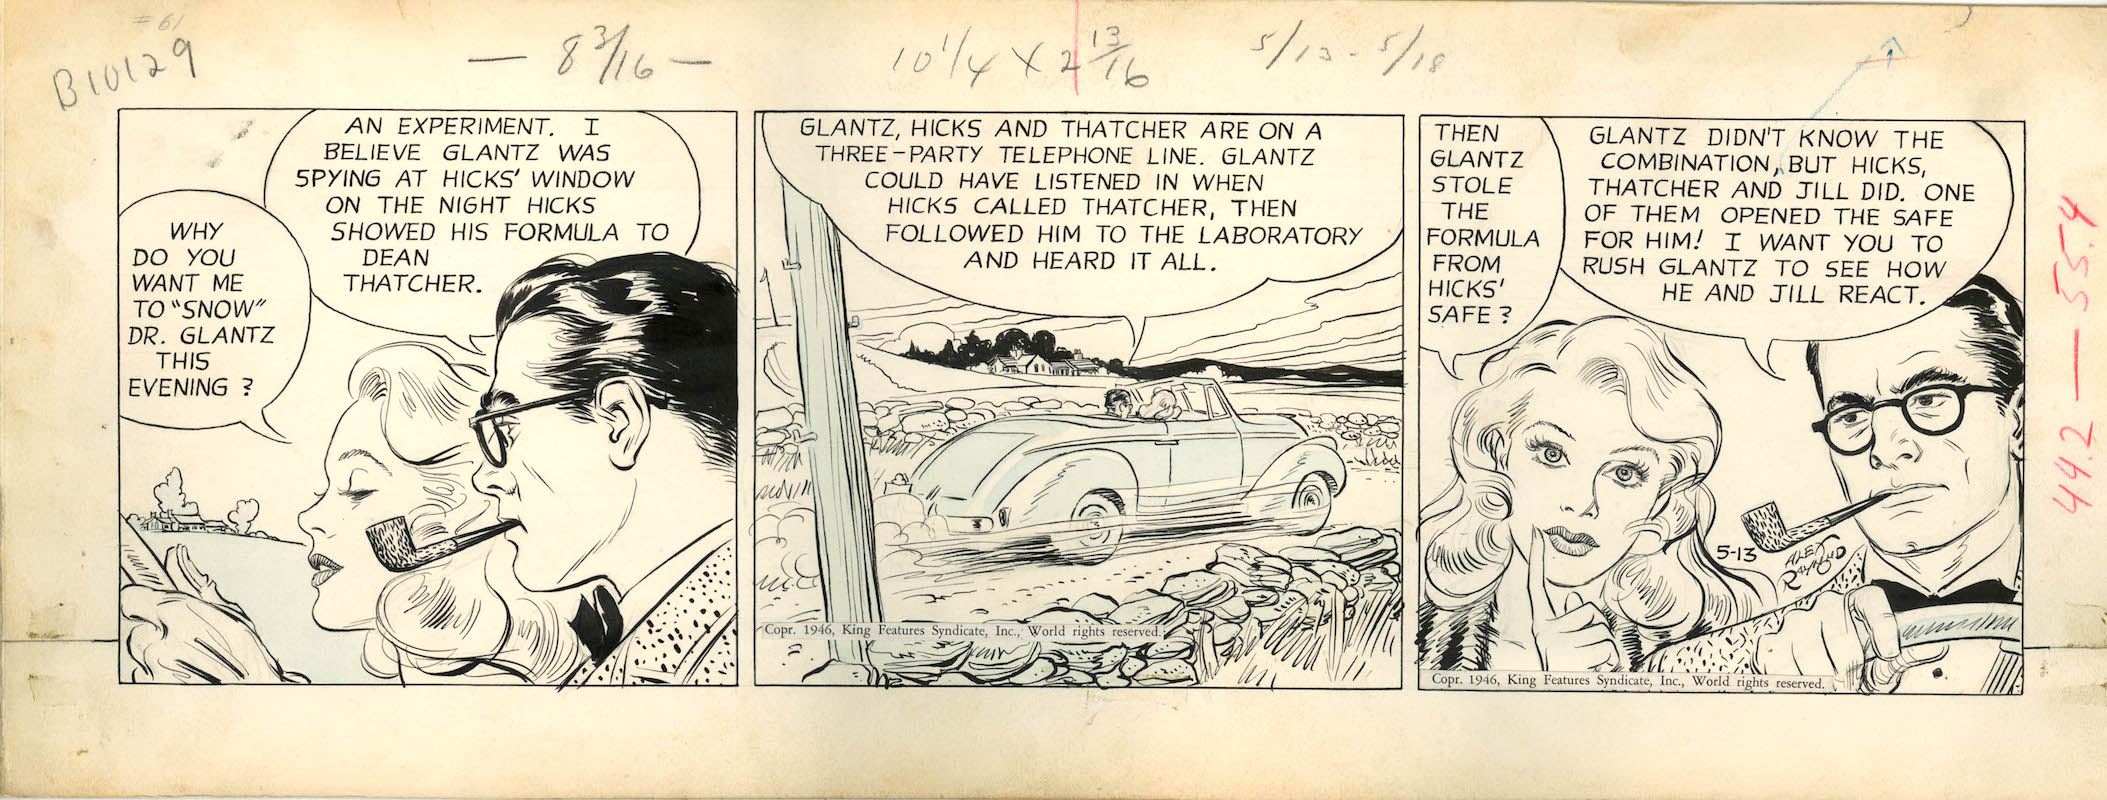 #61
B10129
— 8 3/16 —
10 1/4 X 2 13/16
5/13 - 5/18
WHY
DO YOU
WANT ME
TO "SNOW"
DR. GLANTZ
THIS
EVENING?
AN EXPERIMENT. I
BELIEVE GLANTZ WAS
SPYING AT HICKS' WINDOW
ON THE NIGHT HICKS
SHOWED HIS FORMULA TO
DEAN
THATCHER.
GLANTZ, HICKS AND THATCHER ARE ON A
THREE-PARTY TELEPHONE LINE. GLANTZ
COULD HAVE LISTENED IN WHEN
HICKS CALLED THATCHER, THEN
FOLLOWED HIM TO THE LABORATORY
AND HEARD IT ALL.
Copr. 1946, King Features Syndicate, Inc., World rights reserved.
THEN
GLANTZ
STOLE
THE
FORMULA
FROM
HICKS'
SAFE?
GLANTZ DIDN'T KNOW THE
COMBINATION, BUT HICKS,
THATCHER AND JILL DID. ONE
OF THEM OPENED THE SAFE
FOR HIM! I WANT YOU TO
RUSH GLANTZ TO SEE HOW
HE AND JILL REACT.
5-13
ALEX
RAYMOND
Copr. 1946, King Features Syndicate, Inc., World rights reserved.
442 — 55.4